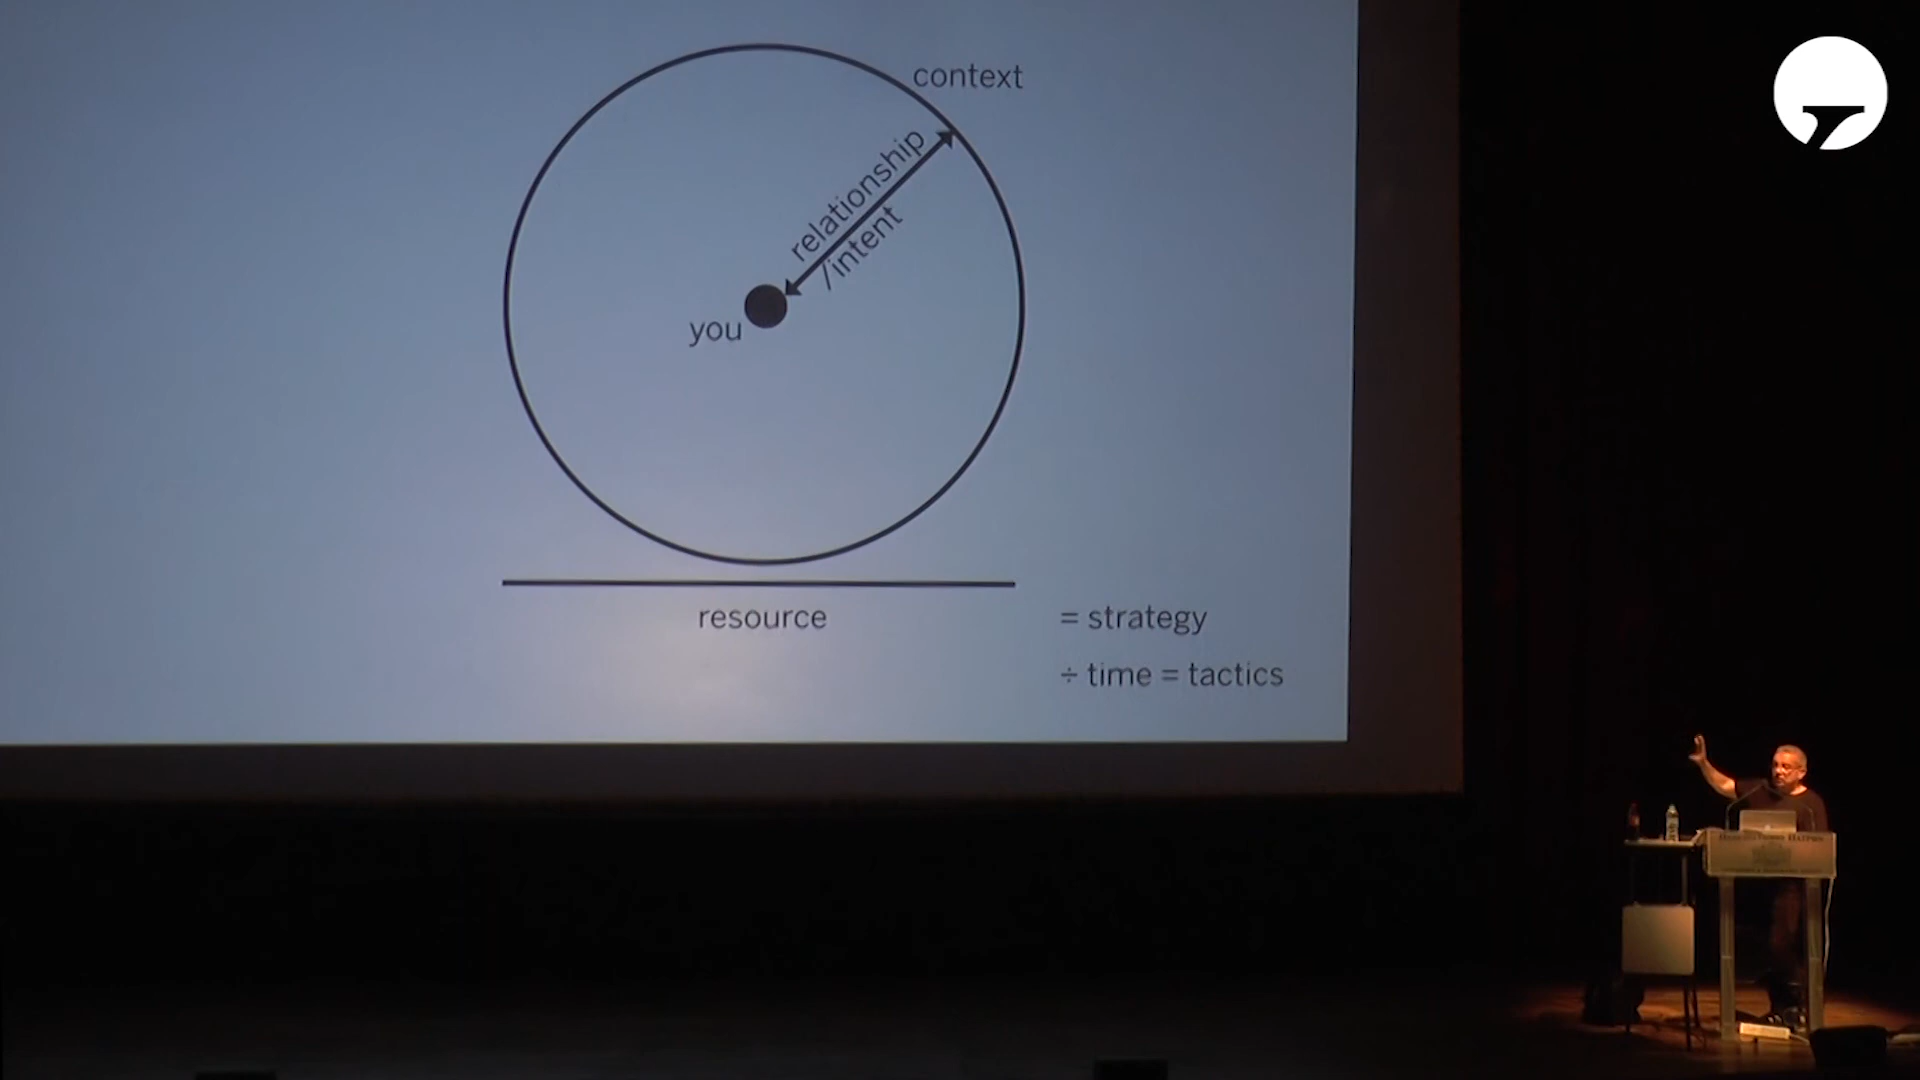 context
relationship
/intent
you
resource
= strategy
÷ time = tactics